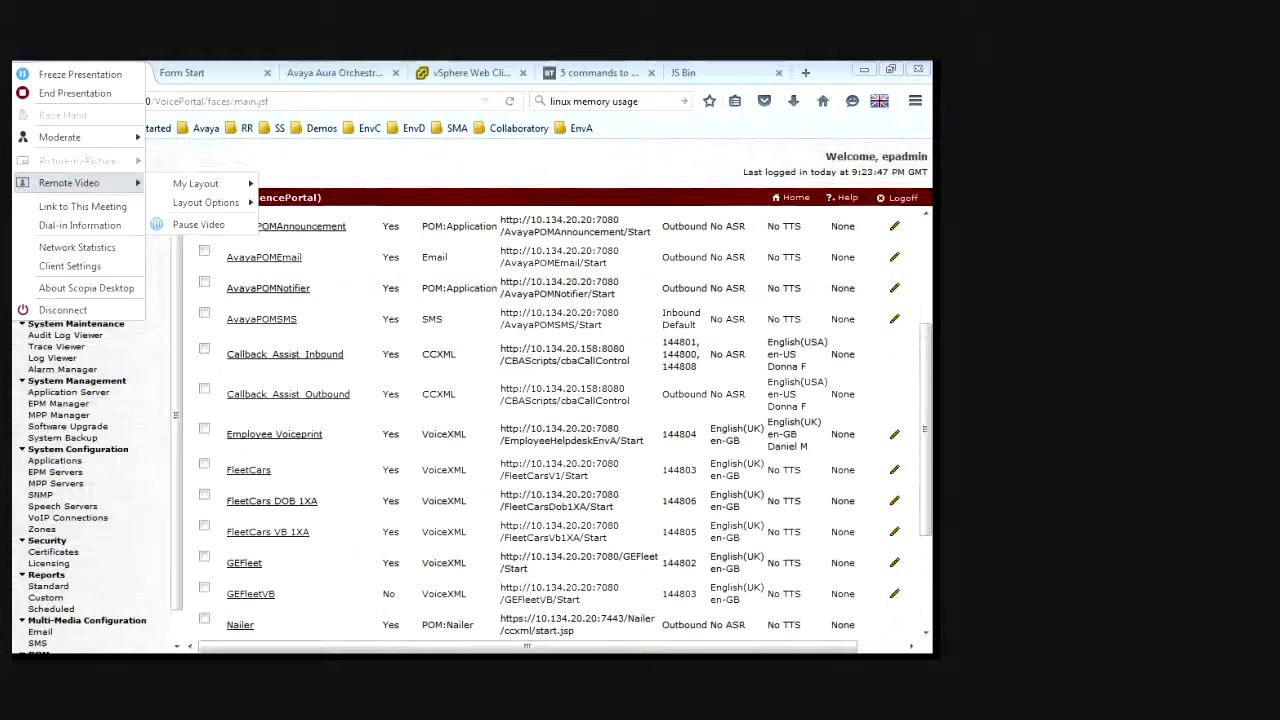 Freeze Presentation
End Presentation
Race Hand
Moderate
Picture-in-Picture
Remote Video
Link to This Meeting
Dial-in Information
Network Statistics
Client Settings
About Scopia Desktop
Disconnect
My Layout
Layout Options
Pause Video
Form Start
Avaya Aura Orchestr...
vSphere Web Cli...
BT 5 commands to ...
JS Bin
0/VoicePortal/faces/main.jsf
linux memory usage
tarted Avaya RR SS Demos EnvC EnvD SMA Collaboratory EnvA
Welcome, epadmin
Last logged in today at 9:23:47 PM GMT
encePortal)
Home ?. Help Logoff
System Maintenance
Audit Log Viewer
Trace Viewer
Log Viewer
Alarm Manager
System Management
Application Server
EPM Manager
MPP Manager
Software Upgrade
System Backup
System Configuration
Applications
EPM Servers
MPP Servers
SNMP
Speech Servers
VoIP Connections
Zones
Security
Certificates
Licensing
Reports
Standard
Custom
Scheduled
Multi-Media Configuration
Email
SMS
POMAnnouncement Yes POM:Application http://10.134.20.20:7080 /AvayaPOMAnnouncement/Start Outbound No ASR No TTS None
AvayaPOMEmail Yes Email http://10.134.20.20:7080 /AvayaPOMEmail/Start Outbound No ASR No TTS None
AvayaPOMNotifier Yes POM:Application http://10.134.20.20:7080 /AvayaPOMNotifier/Start Outbound No ASR No TTS None
AvayaPOMSMS Yes SMS http://10.134.20.20:7080 /AvayaPOMSMS/Start Inbound Default No ASR No TTS None
Callback_Assist_Inbound Yes CCXML http://10.134.20.158:8080 /CBAScripts/cbaCallControl 144801, 144800, 144808 No ASR English(USA) en-US Donna F None
Callback_Assist_Outbound Yes CCXML http://10.134.20.158:8080 /CBAScripts/cbaCallControl Outbound No ASR English(USA) en-US Donna F None
Employee Voiceprint Yes VoiceXML http://10.134.20.20:7080 /EmployeeHelpdeskEnvA/Start 144804 English(UK) en-GB English(UK) en-GB Daniel M None
FleetCars Yes VoiceXML http://10.134.20.20:7080 /FleetCarsV1/Start 144803 English(UK) en-GB No TTS None
FleetCars DOB 1XA Yes VoiceXML http://10.134.20.20:7080 /FleetCarsDob1XA/Start 144806 English(UK) en-GB No TTS None
FleetCars VB 1XA Yes VoiceXML http://10.134.20.20:7080 /FleetCarsVb1XA/Start 144805 English(UK) en-GB No TTS None
GEFleet Yes VoiceXML http://10.134.20.20:7080/GEFleet /Start 144802 English(UK) en-GB No TTS None
GEFleetVB No VoiceXML http://10.134.20.20:7080 /GEFleetVB/Start 144803 English(UK) en-GB No TTS None
Nailer Yes POM:Nailer https://10.134.20.20:7443/Nailer /ccxml/start.jsp Outbound No ASR No TTS None